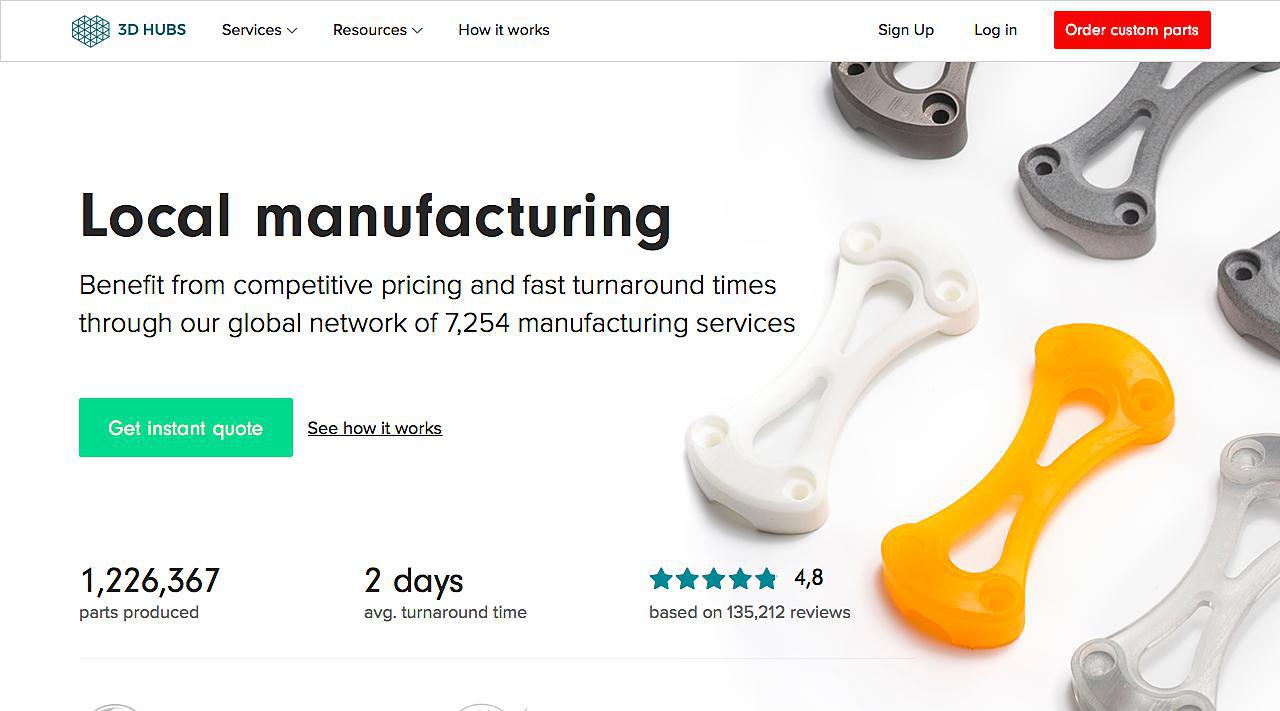 3D HUBS
Services
Resources
How it works
Sign Up
Log in
Order custom parts
Local manufacturing
Benefit from competitive pricing and fast turnaround times
through our global network of 7,254 manufacturing services
Get instant quote
See how it works
1,226,367
parts produced
2 days
avg. turnaround time
4,8
based on 135,212 reviews